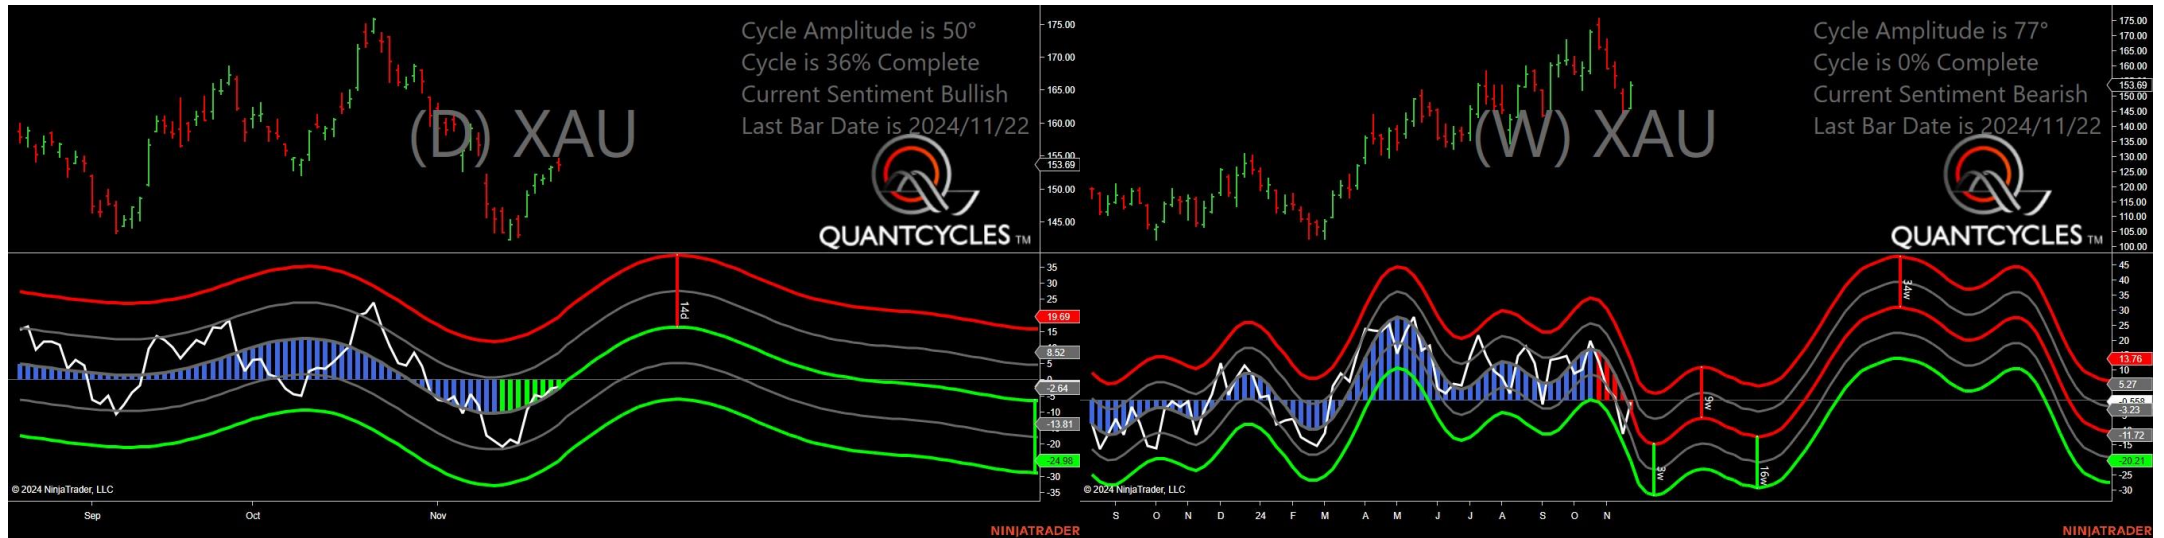 Cycle Amplitude is 50°
Cycle is 36% Complete
Current Sentiment Bullish
Last Bar Date is 2024/11/22
(D) XAU
QUANTCYCLES TM
175.00
170.00
165.00
160.00
155.00
153.69
150.00
145.00
35
30
25
19.69
15
8.52
5
-2.64
-5
-10
-13.81
-20
-24.98
-30
-35
14d
© 2024 NinjaTrader, LLC
Sep
Oct
Nov
NINJATRADER
Cycle Amplitude is 77°
Cycle is 0% Complete
Current Sentiment Bearish
Last Bar Date is 2024/11/22
(W) XAU
QUANTCYCLES TM
175.00
170.00
165.00
160.00
153.69
150.00
145.00
140.00
135.00
130.00
125.00
120.00
115.00
110.00
105.00
100.00
45
35
30
25
20
13.76
10
5.27
-0.558
-3.23
-11.72
-15
-20.21
-25
-30
34w
9w
3w
16w
© 2024 NinjaTrader, LLC
S O N D 24 F M A M J J A S O N
NINJATRADER